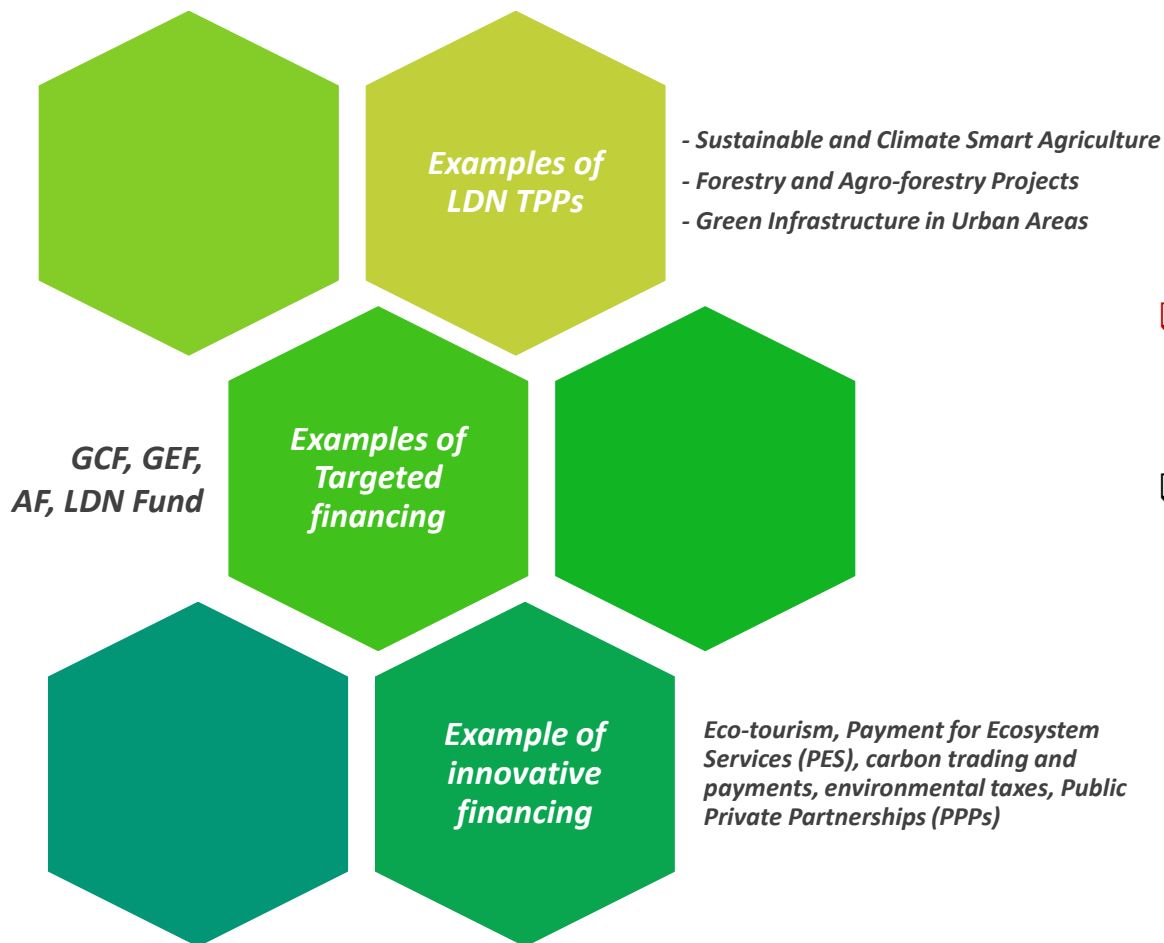 Examples of
LDN TPPs
- Sustainable and Climate Smart Agriculture
- Forestry and Agro-forestry Projects
- Green Infrastructure in Urban Areas
GCF, GEF,
AF, LDN Fund
Examples of
Targeted
financing
Example of
innovative
financing
Eco-tourism, Payment for Ecosystem
Services (PES), carbon trading and
payments, environmental taxes, Public
Private Partnerships (PPPs)